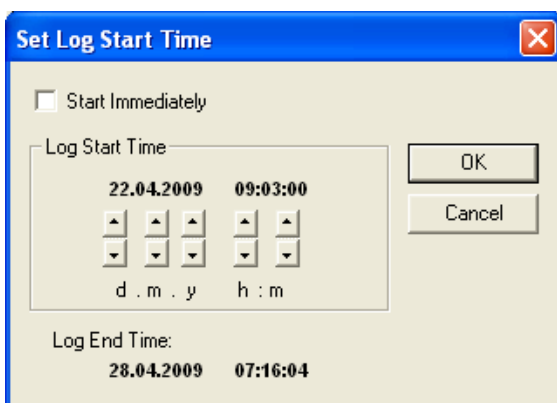 Set Log Start Time
Start Immediately
Log Start Time
22.04.2009 09:03:00
d . m . y h : m
OK
Cancel
Log End Time:
28.04.2009 07:16:04